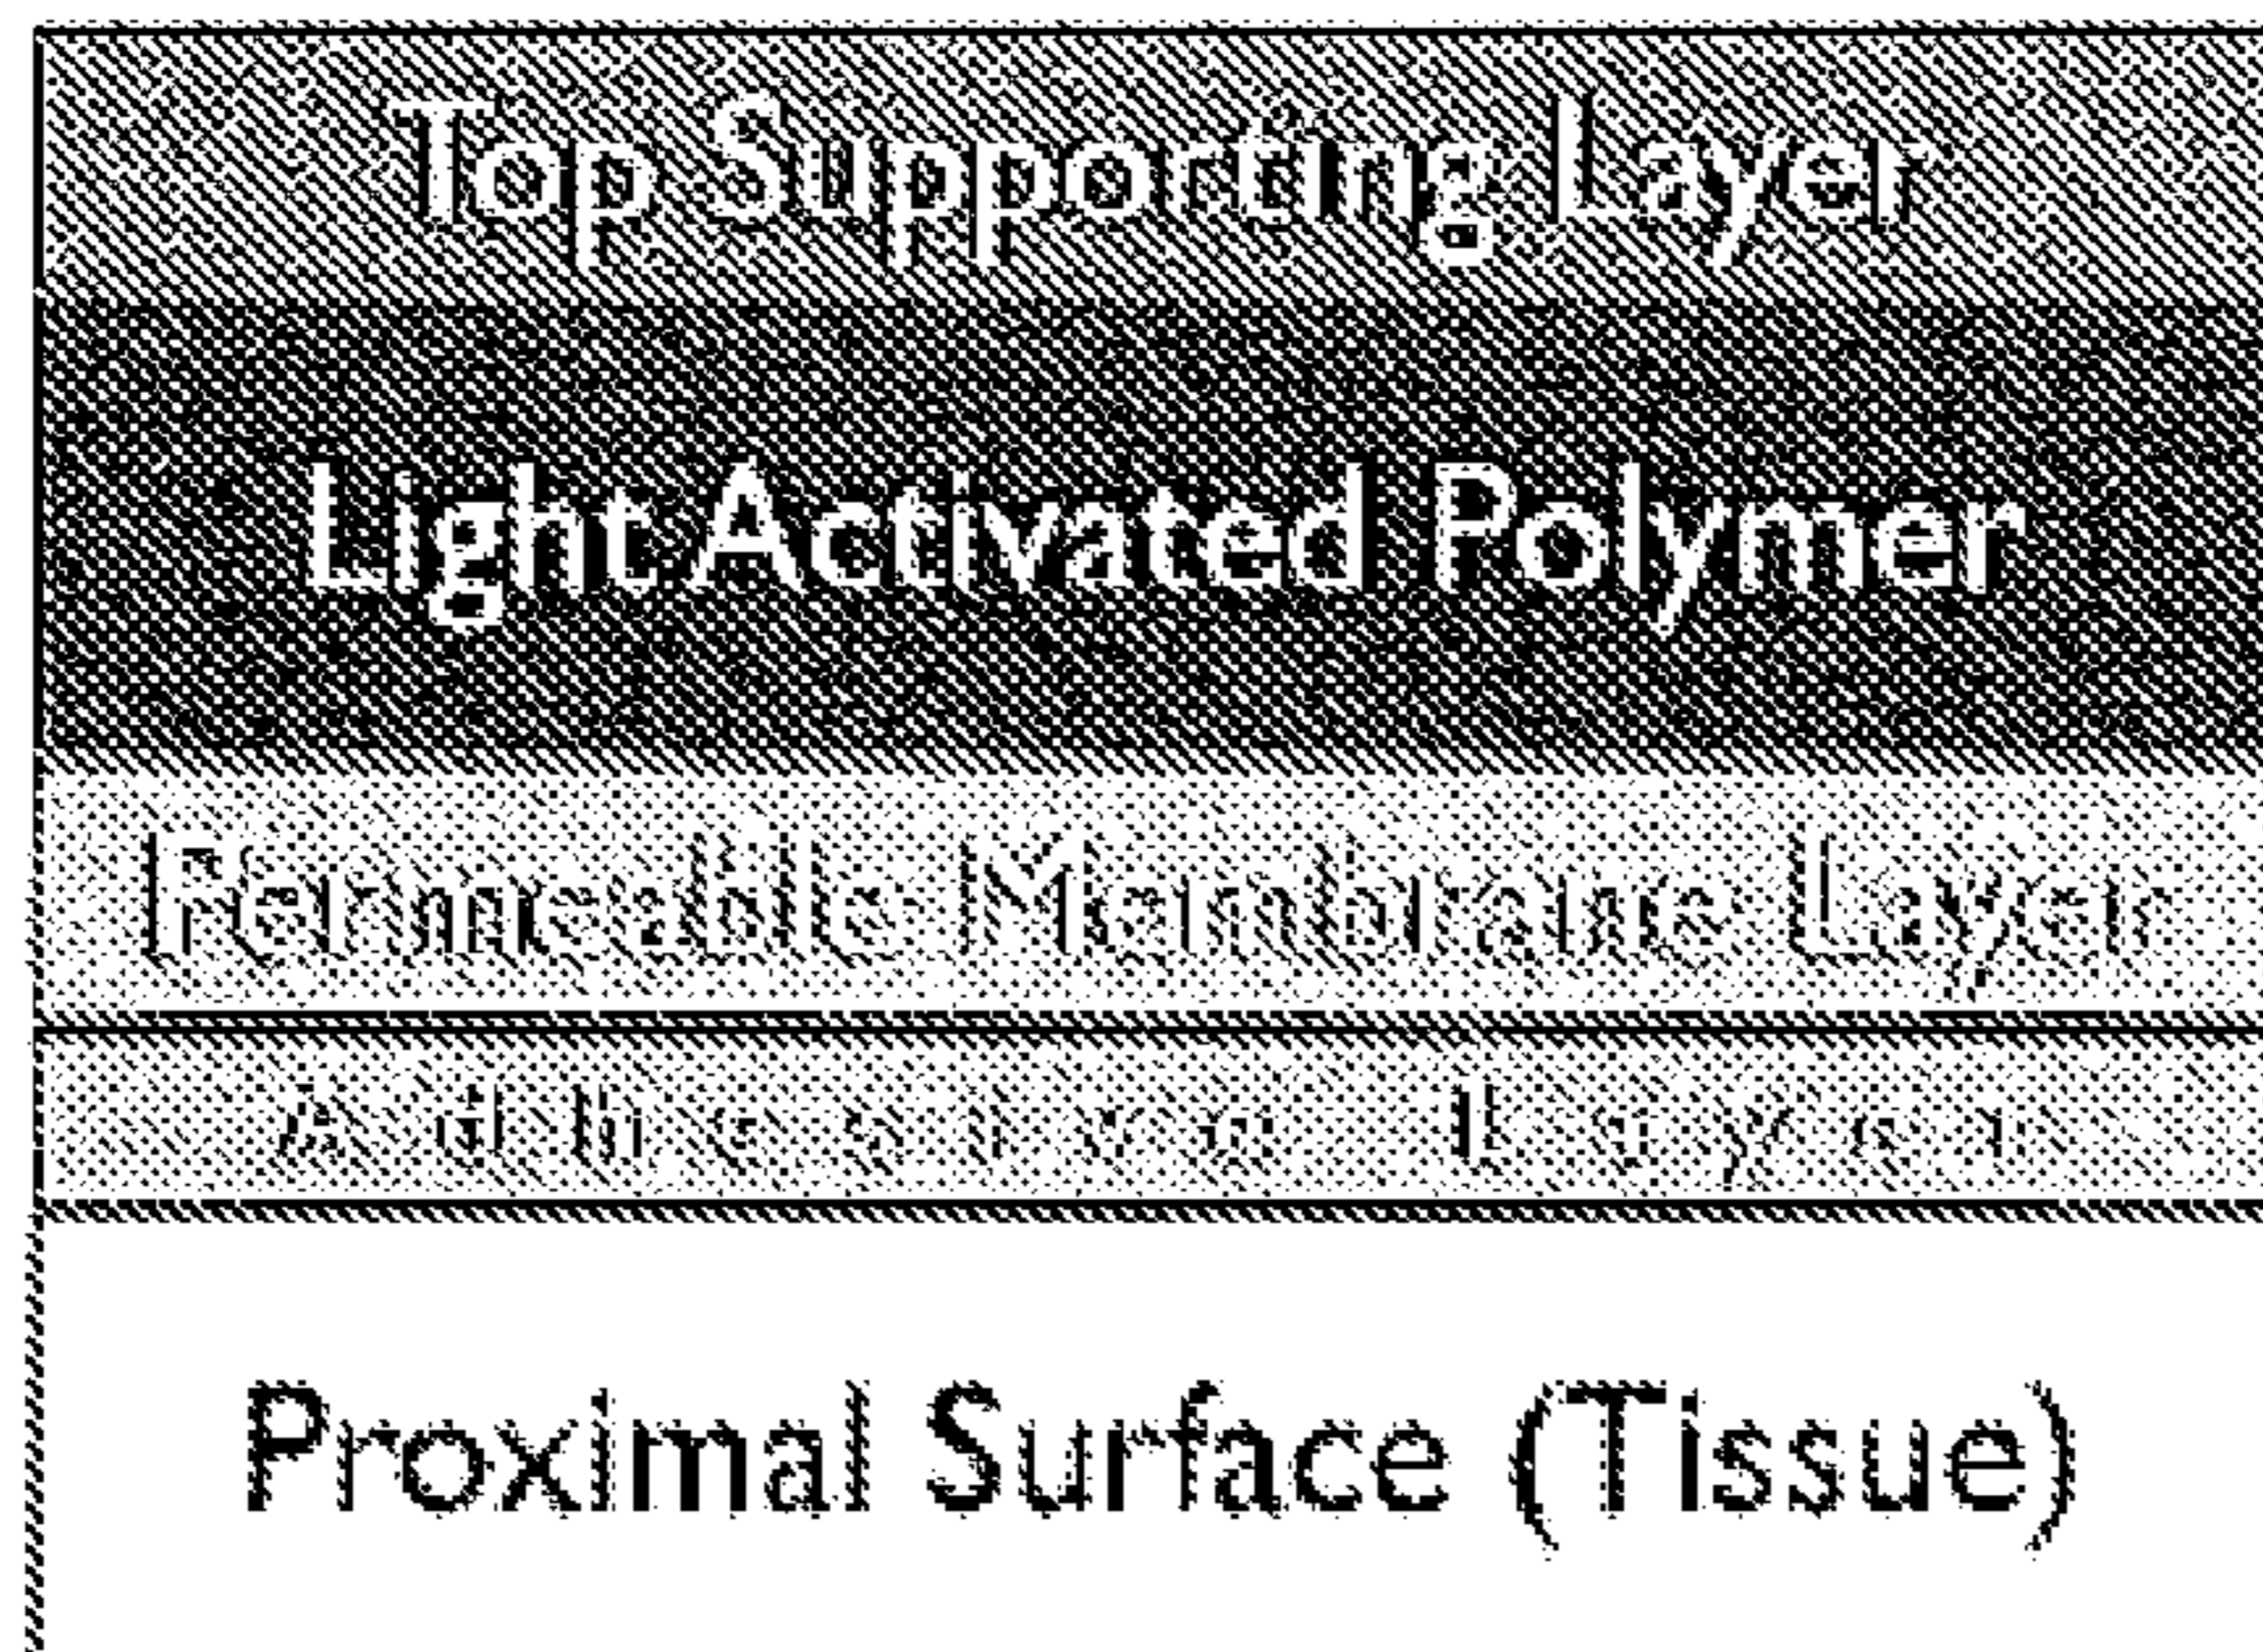 Top Supporting Layer
Light Activated Polymer
Permeable Membrane Layer
Adhesive Layer
Proximal Surface (Tissue)